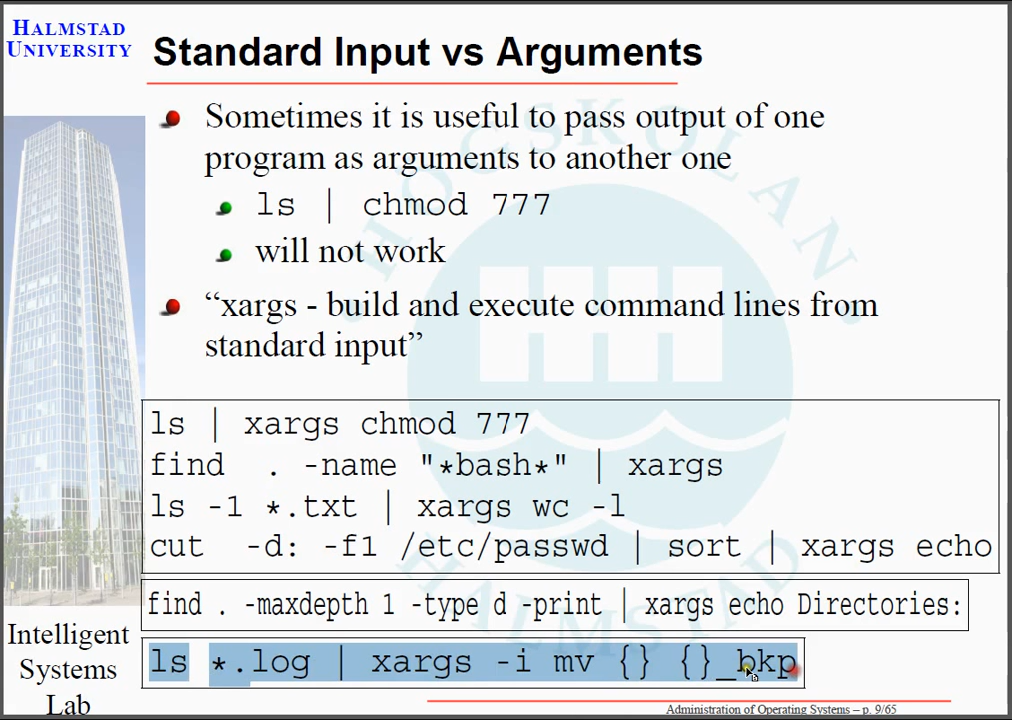 HALMSTAD
UNIVERSITY
Standard Input vs Arguments
Sometimes it is useful to pass output of one
program as arguments to another one
ls | chmod 777
will not work
“xargs - build and execute command lines from
standard input”
ls | xargs chmod 777
find . -name "*bash*" | xargs
ls -1 *.txt | xargs wc -l
cut -d: -f1 /etc/passwd | sort | xargs echo
find . -maxdepth 1 -type d -print | xargs echo Directories:
ls *.log | xargs -i mv {} {}_bkp
Intelligent
Systems
Lab
Administration of Operating Systems – p. 9/65
HÖGSKOLAN
HALMSTAD